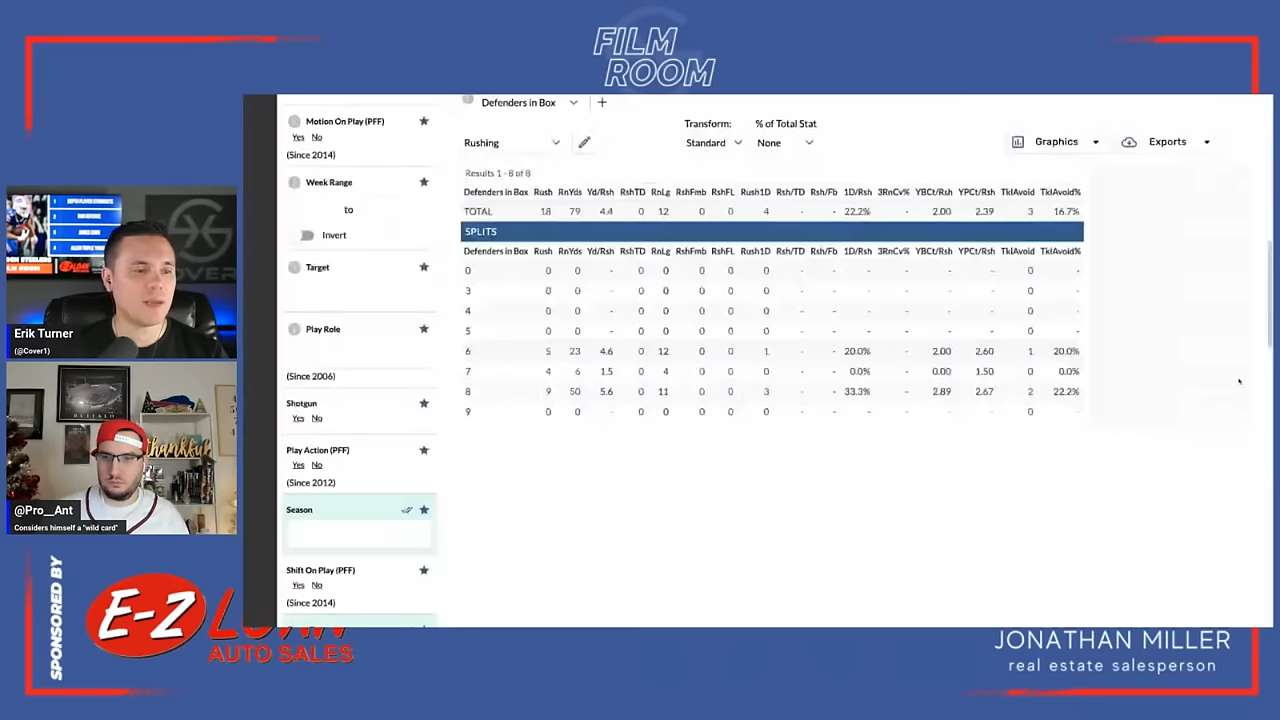 FILM
ROOM
Defenders in Box
+
Motion On Play (PFF)
Yes No
(Since 2014)
Week Range
to
Invert
Target
Play Role
(Since 2006)
Shotgun
Yes No
Play Action (PFF)
Yes No
(Since 2012)
Season
Shift On Play (PFF)
Yes No
(Since 2014)
Transform: % of Total Stat
Rushing Standard None Graphics Exports
Results 1 - 8 of 8
Defenders in Box Rush RnYds Yd/Rsh RshTD RnLg RshFmb RshFL Rush1D Rsh/TD Rsh/Fb 1D/Rsh 3RnCv% YBCt/Rsh YPCt/Rsh TklAvoid TklAvoid%
TOTAL 18 79 4.4 0 12 0 0 4 - - 22.2% - 2.00 2.39 3 16.7%
SPLITS
Defenders in Box Rush RnYds Yd/Rsh RshTD RnLg RshFmb RshFL Rush1D Rsh/TD Rsh/Fb 1D/Rsh 3RnCv% YBCt/Rsh YPCt/Rsh TklAvoid TklAvoid%
0 0 0 - 0 0 0 0 0 - - - - - - 0 -
3 0 0 - 0 0 0 0 0 - - - - - - 0 -
4 0 0 - 0 0 0 0 0 - - - - - - 0 -
5 0 0 - 0 0 0 0 0 - - - - - - 0 -
6 5 23 4.6 0 12 0 0 1 - - 20.0% - 2.00 2.60 1 20.0%
7 4 6 1.5 0 4 0 0 0 - - 0.0% - 0.00 1.50 0 0.0%
8 9 50 5.6 0 11 0 0 3 - - 33.3% - 2.89 2.67 2 22.2%
9 0 0 - 0 0 0 0 0 - - - - - - 0 -
Erik Turner
(@Cover1)
BUFFALO
thankful
@Pro__Ant
Considers himself a "wild card"
SPONSORED BY
E-Z LOAN
AUTO SALES
JONATHAN MILLER
real estate salesperson